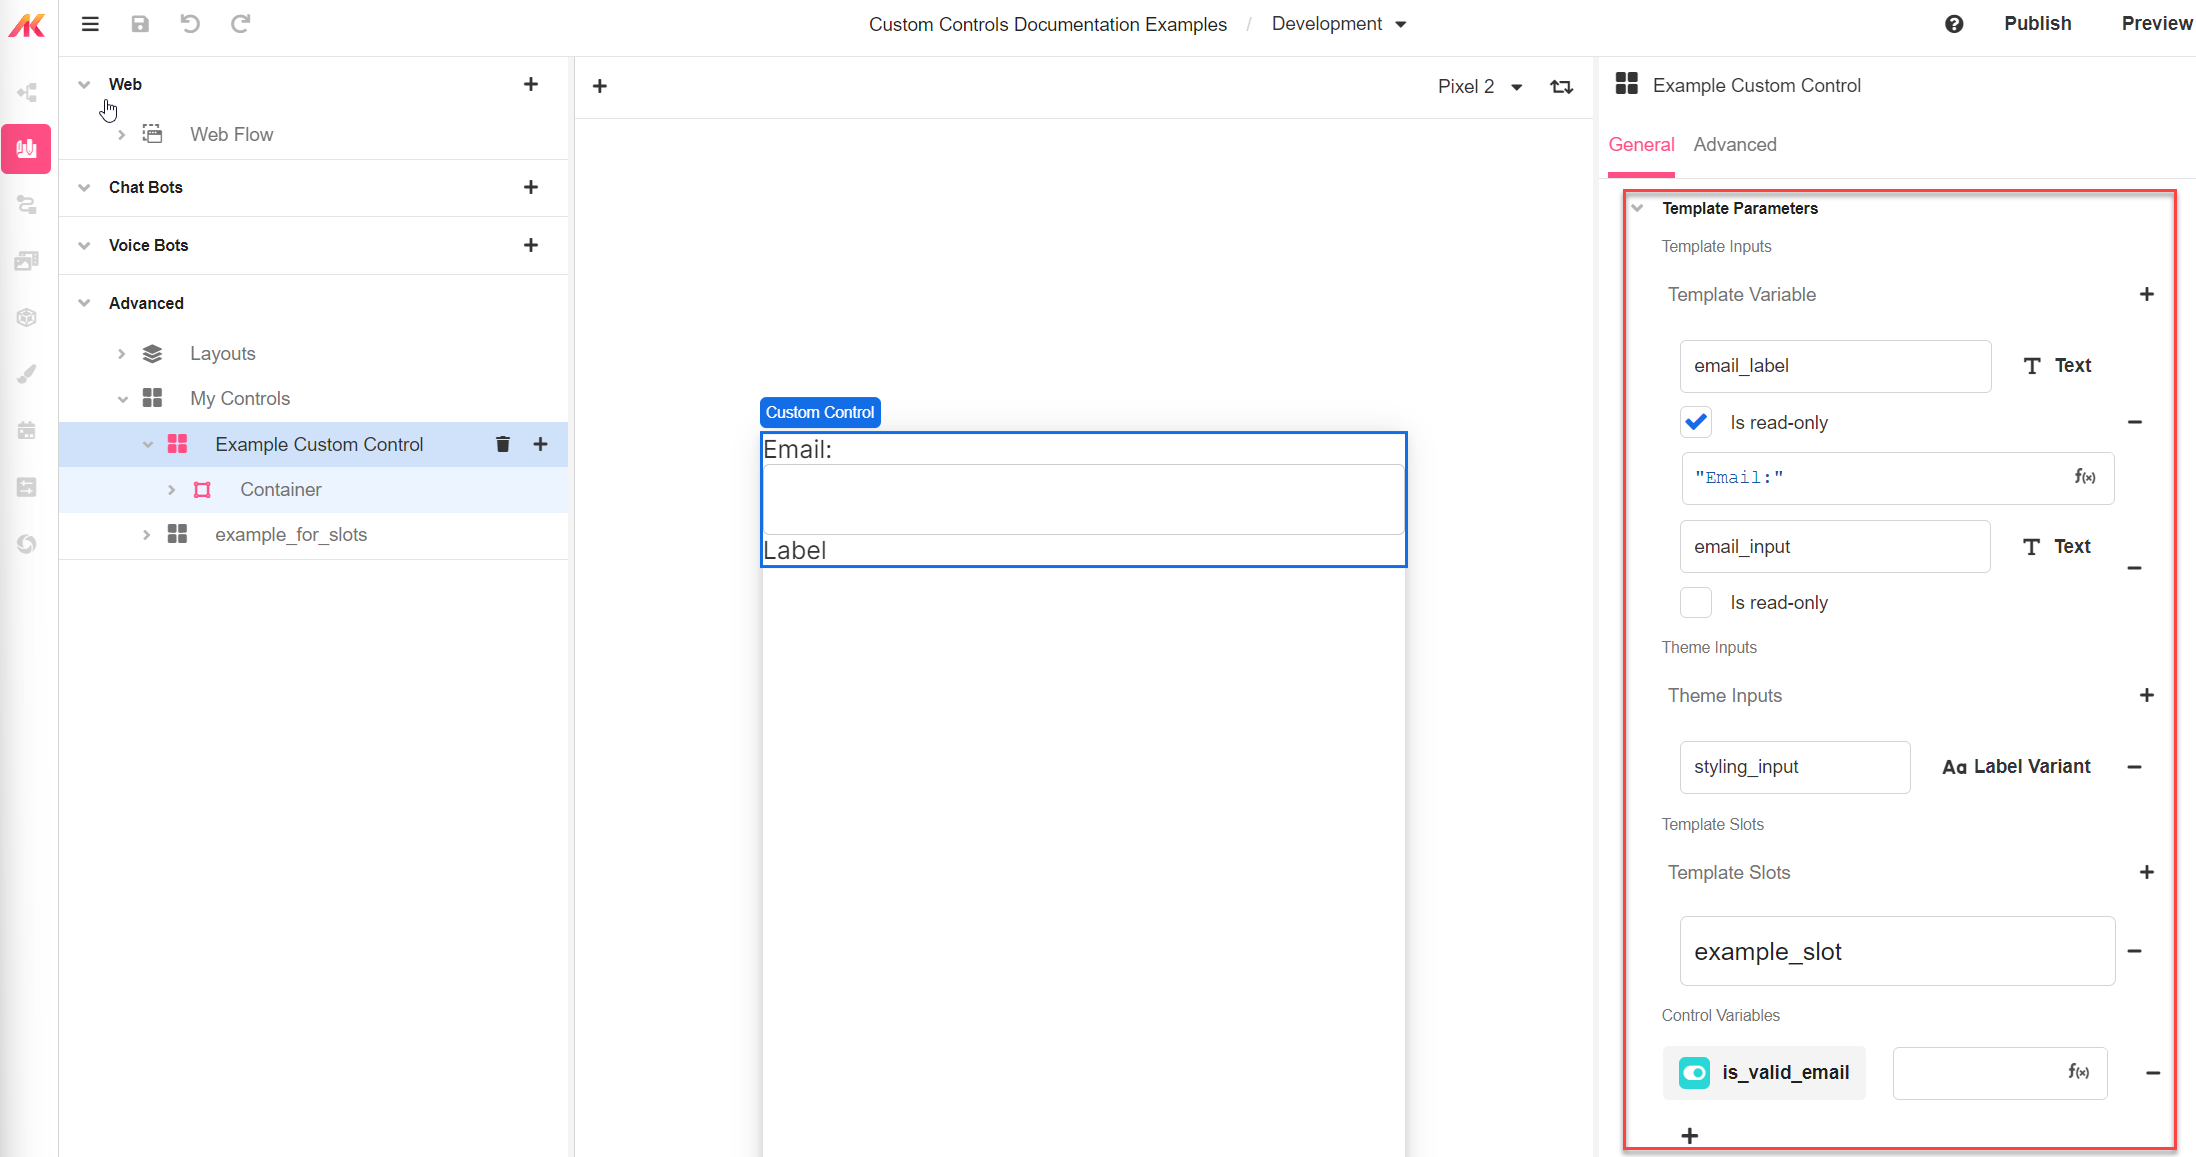 Custom Controls Documentation Examples / Development
Publish
Preview
Web
Web Flow
Chat Bots
Voice Bots
Advanced
Layouts
My Controls
Example Custom Control
Container
example_for_slots
Pixel 2
Custom Control
Email:
Label
Example Custom Control
General Advanced
Template Parameters
Template Inputs
Template Variable
email_label
T Text
Is read-only
"Email:"
f(x)
email_input
T Text
Is read-only
Theme Inputs
Theme Inputs
styling_input
Aa Label Variant
Template Slots
Template Slots
example_slot
Control Variables
is_valid_email
f(x)